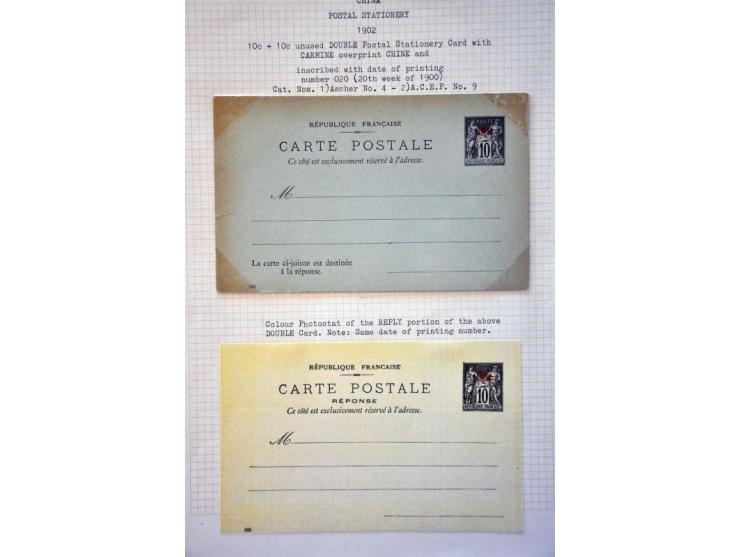 CHINA
POSTAL STATIONERY
1902
10c + 10c unused DOUBLE Postal Stationery Card with
CARMINE overprint CHINE and
inscribed with date of printing
number 020 (20th week of 1900)
Cat. Nos. 1)Ascher No. 4 - 2)A.C.E.P. No. 9
RÉPUBLIQUE FRANÇAISE
CARTE POSTALE
Ce côté est exclusivement réservé à l'adresse.
POSTE
10
M
La carte ci-jointe est destinée
à la réponse.
Colour Photostat of the REPLY portion of the above
DOUBLE Card. Note: Same date of printing number.
RÉPUBLIQUE FRANÇAISE
CARTE POSTALE
RÉPONSE
Ce côté est exclusivement réservé à l'adresse.
10
M